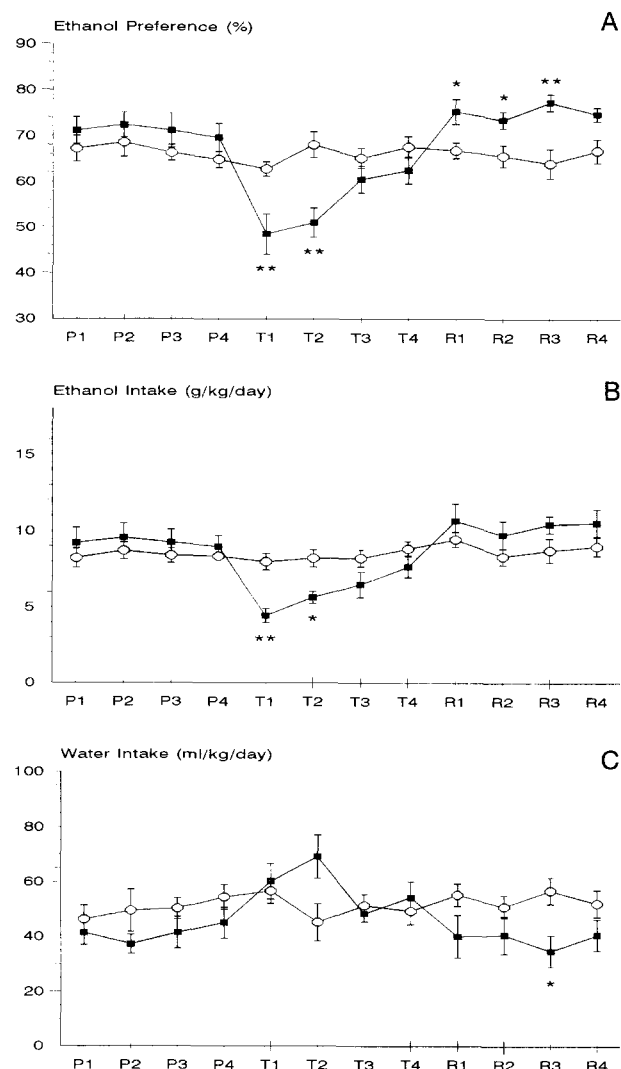 Ethanol Preference (%)
A
90
80
70
60
50
40
30
* * **
** **
P1 P2 P3 P4 T1 T2 T3 T4 R1 R2 R3 R4
Ethanol Intake (g/kg/day)
B
15
10
5
0
** *
P1 P2 P3 P4 T1 T2 T3 T4 R1 R2 R3 R4
Water Intake (ml/kg/day)
C
100
80
60
40
20
0
*
P1 P2 P3 P4 T1 T2 T3 T4 R1 R2 R3 R4